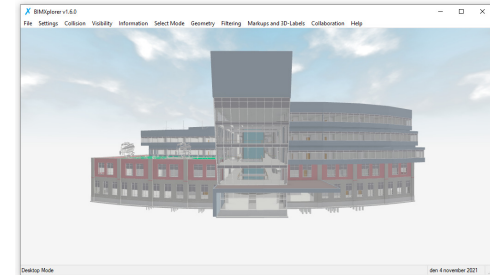 BIMXplorer v1.6.0
File Settings Collision Visibility Information Select Mode Geometry Filtering Markups and 3D-Labels Collaboration Help
Desktop Mode den 4 november 2021